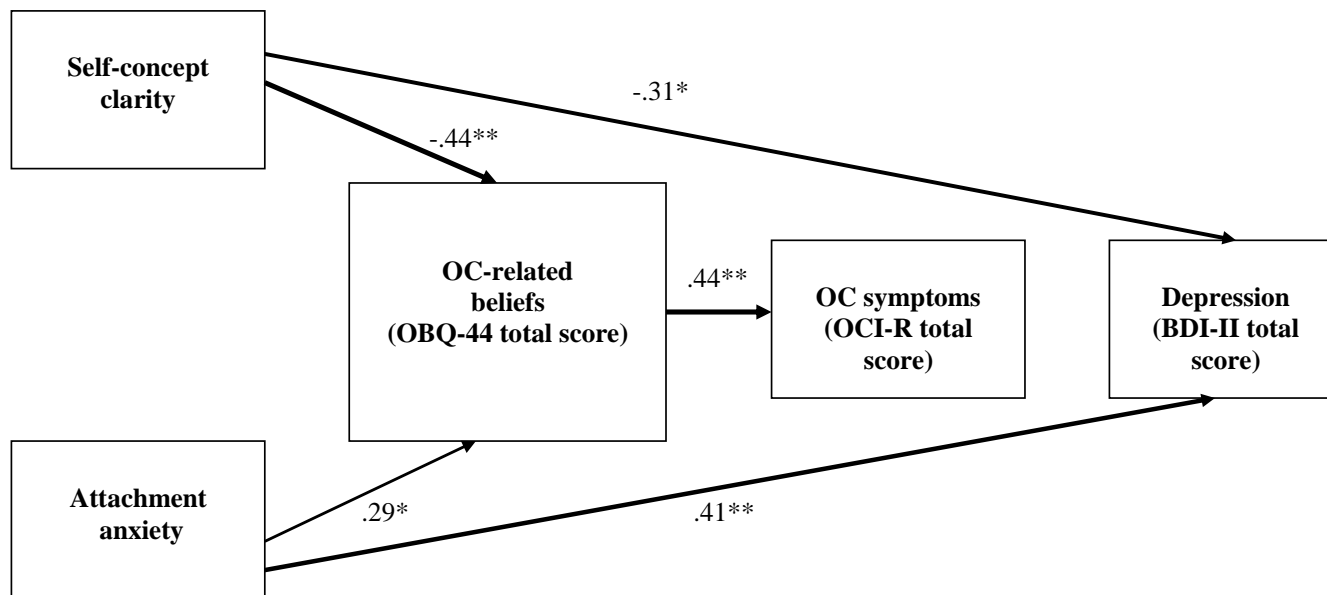 Self-concept
clarity
-.31*
-.44**
OC-related
beliefs
(OBQ-44 total score)
.44**
OC symptoms
(OCI-R total
score)
Depression
(BDI-II total
score)
Attachment
anxiety
.29*
.41**